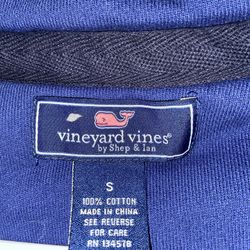 vineyard vines®
by Shep & Ian
S
100% COTTON
MADE IN CHINA
SEE REVERSE
FOR CARE
RN 134578